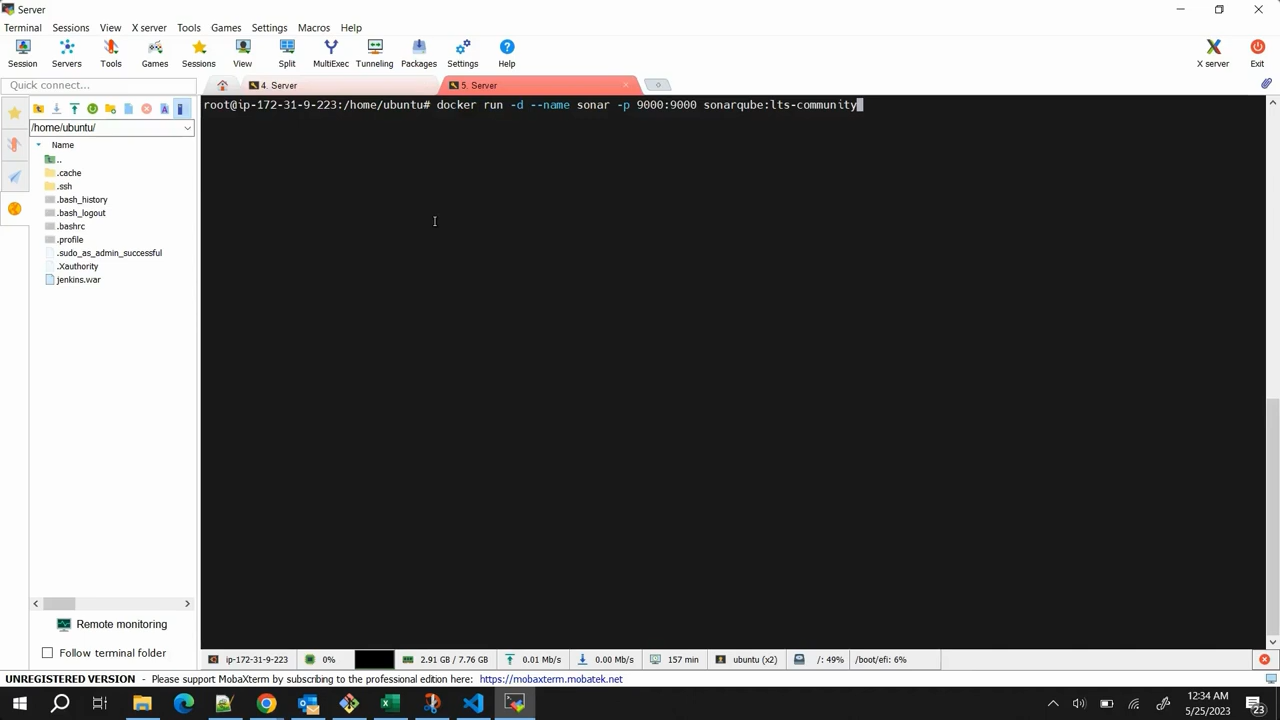 Server
Terminal Sessions View X server Tools Games Settings Macros Help
Session Servers Tools Games Sessions View Split MultiExec Tunneling Packages Settings Help X server Exit
Quick connect...
4. Server
5. Server
/home/ubuntu/
root@ip-172-31-9-223:/home/ubuntu# docker run -d --name sonar -p 9000:9000 sonarqube:lts-community
Name
..
.cache
.ssh
.bash_history
.bash_logout
.bashrc
.profile
.sudo_as_admin_successful
.Xauthority
jenkins.war
Remote monitoring
Follow terminal folder
ip-172-31-9-223 0% 2.91 GB / 7.76 GB 0.01 Mb/s 0.00 Mb/s 157 min ubuntu (x2) /: 49% /boot/efi: 6%
UNREGISTERED VERSION - Please support MobaXterm by subscribing to the professional edition here: https://mobaxterm.mobatek.net
12:34 AM
5/25/2023
23